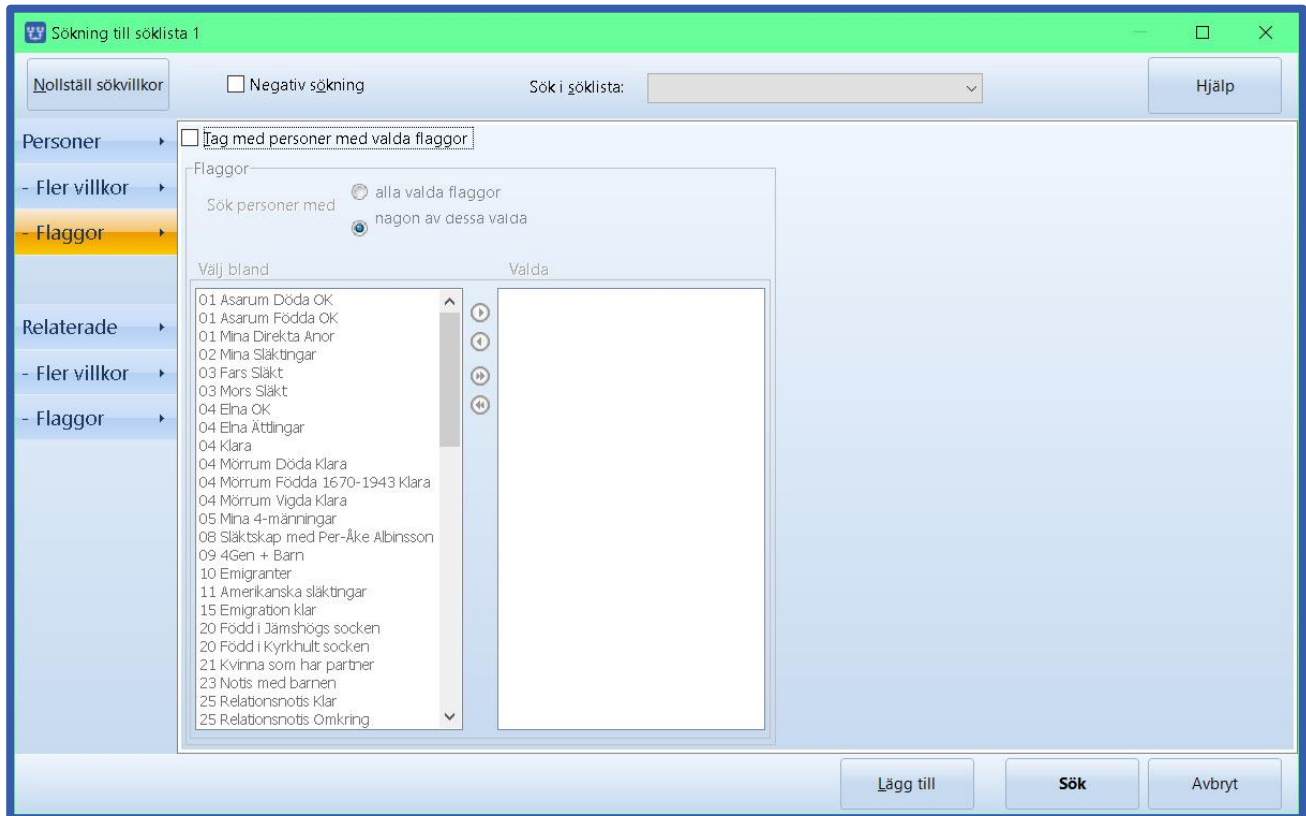 Sökning till söklista 1
Nollställ sökvillkor
Negativ sökning
Sök i söklista:
Hjälp
Personer
- Fler villkor
- Flaggor
Relaterade
- Fler villkor
- Flaggor
Tag med personer med valda flaggor
Flaggor
Sök personer med
alla valda flaggor
någon av dessa valda
Välj bland
Valda
01 Asarum Döda OK
01 Asarum Födda OK
01 Mina Direkta Anor
02 Mina Släktingar
03 Fars Släkt
03 Mors Släkt
04 Elna OK
04 Elna Ättlingar
04 Klara
04 Mörrum Döda Klara
04 Mörrum Födda 1670-1943 Klara
04 Mörrum Vigda Klara
05 Mina 4-männingar
08 Släktskap med Per-Åke Albinsson
09 4Gen + Barn
10 Emigranter
11 Amerikanska släktingar
15 Emigration klar
20 Född i Jämshögs socken
20 Född i Kyrkhult socken
21 Kvinna som har partner
23 Notis med barnen
25 Relationsnotis Klar
25 Relationsnotis Omkring
Lägg till
Sök
Avbryt